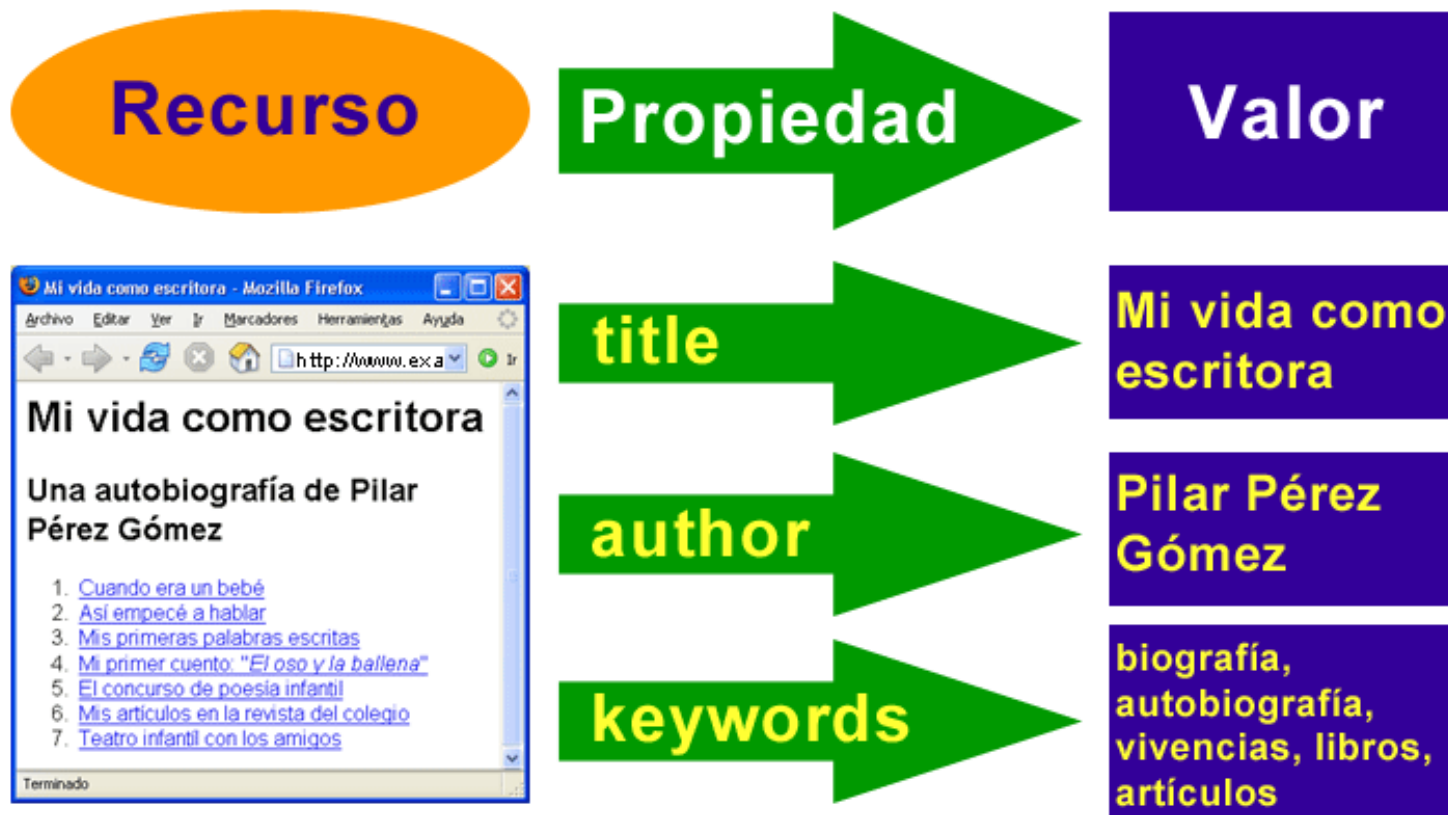 Recurso
Propiedad
Valor
Mi vida como escritora - Mozilla Firefox
Archivo Editar Ver Ir Marcadores Herramientas Ayuda
http://www.exa
Ir
Mi vida como escritora
Una autobiografía de Pilar
Pérez Gómez
1. Cuando era un bebé
2. Así empecé a hablar
3. Mis primeras palabras escritas
4. Mi primer cuento: "El oso y la ballena"
5. El concurso de poesía infantil
6. Mis artículos en la revista del colegio
7. Teatro infantil con los amigos
Terminado
title
Mi vida como
escritora
author
Pilar Pérez
Gómez
keywords
biografía,
autobiografía,
vivencias, libros,
artículos